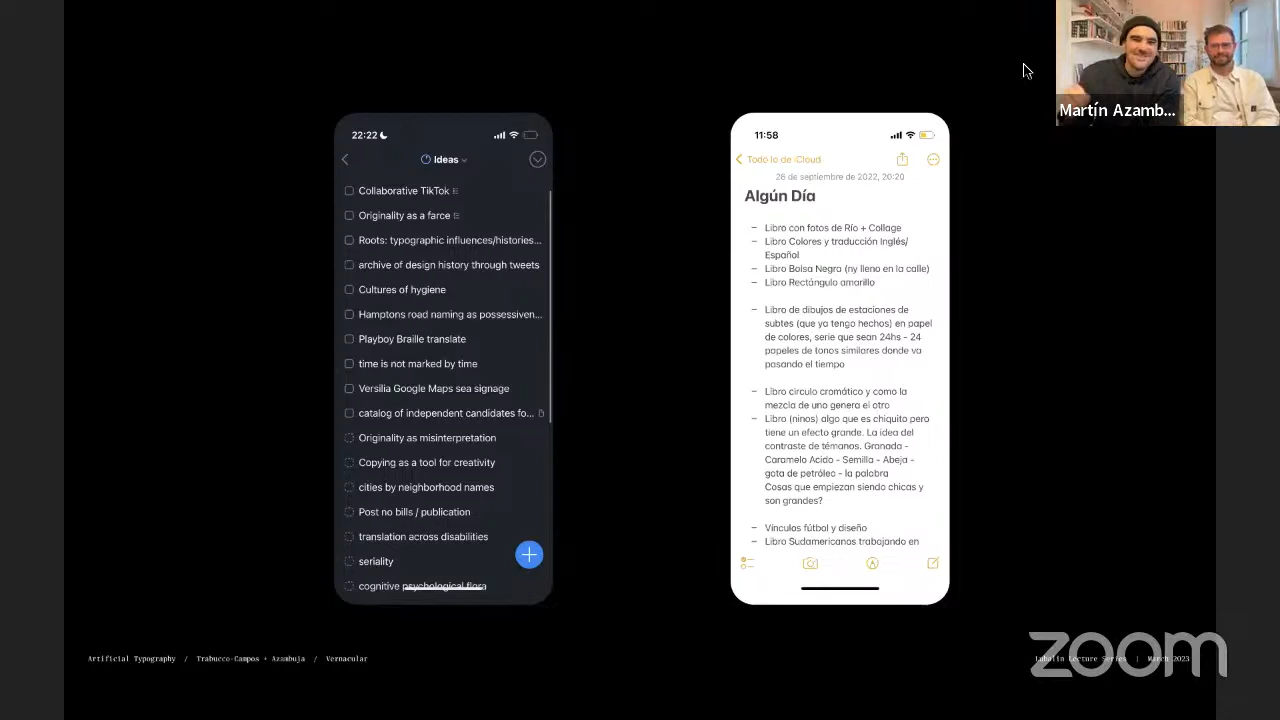 22:22
Ideas
Collaborative TikTok
Originality as a farce
Roots: typographic influences/histories...
archive of design history through tweets
Cultures of hygiene
Hamptons road naming as possessiven...
Playboy Braille translate
time is not marked by time
Versilia Google Maps sea signage
catalog of independent candidates fo...
Originality as misinterpretation
Copying as a tool for creativity
cities by neighborhood names
Post no bills / publication
translation across disabilities
seriality
cognitive psychological flora
11:58
Todo lo de iCloud
28 de septiembre de 2022, 20:20
Algún Día
– Libro con fotos de Río + Collage
– Libro Colores y traducción Inglés/
Español
– Libro Bolsa Negra (ny lleno en la calle)
– Libro Rectángulo amarillo
– Libro de dibujos de estaciones de
subtes (que ya tengo hechos) en papel
de colores, serie que sean 24hs - 24
papeles de tonos similares donde va
pasando el tiempo
– Libro circulo cromático y como la
mezcla de uno genera el otro
– Libro (ninos) algo que es chiquito pero
tiene un efecto grande. La idea del
contraste de témanos. Granada -
Caramelo Acido - Semilla - Abeja -
gota de petróleo - la palabra
Cosas que empiezan siendo chicas y
son grandes?
– Vínculos fútbol y diseño
– Libro Sudamericanos trabajando en
Martín Azamb...
Artificial Typography / Trabucco-Campos + Azambuja / Vernacular
Lubalin Lecture Series | March 2023
zoom